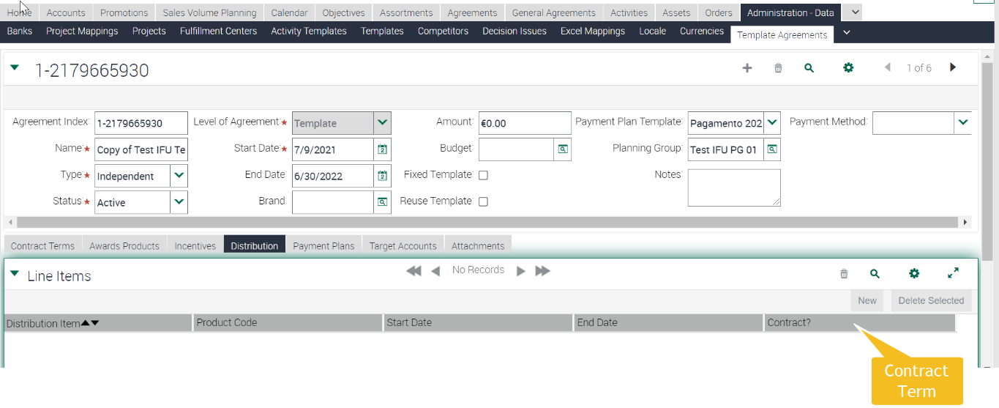 Home Accounts Promotions Sales Volume Planning Calendar Objectives Assortments Agreements General Agreements Activities Assets Orders Administration - Data
Banks Project Mappings Projects Fulfillment Centers Activity Templates Templates Competitors Decision Issues Excel Mappings Locale Currencies Template Agreements
1-2179665930
1 of 6
Agreement Index: 1-2179665930 Level of Agreement:★ Template Amount: €0.00 Payment Plan Template: Pagamento 202 Payment Method:
Name:★ Copy of Test IFU Te Start Date:★ 7/9/2021 Budget: Planning Group: Test IFU PG 01
Type:★ Independent End Date: 6/30/2022 Fixed Template: Notes:
Status:★ Active Brand: Reuse Template:
Contract Terms Awards Products Incentives Distribution Payment Plans Target Accounts Attachments
Line Items
No Records
New Delete Selected
Distribution Item Product Code Start Date End Date Contract?
Contract
Term